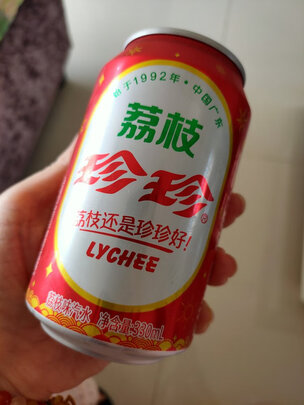 始于1992年·中国广东
荔枝
珍珍®
荔枝还是珍珍好！
LYCHEE
荔枝味汽水 净含量:330mL